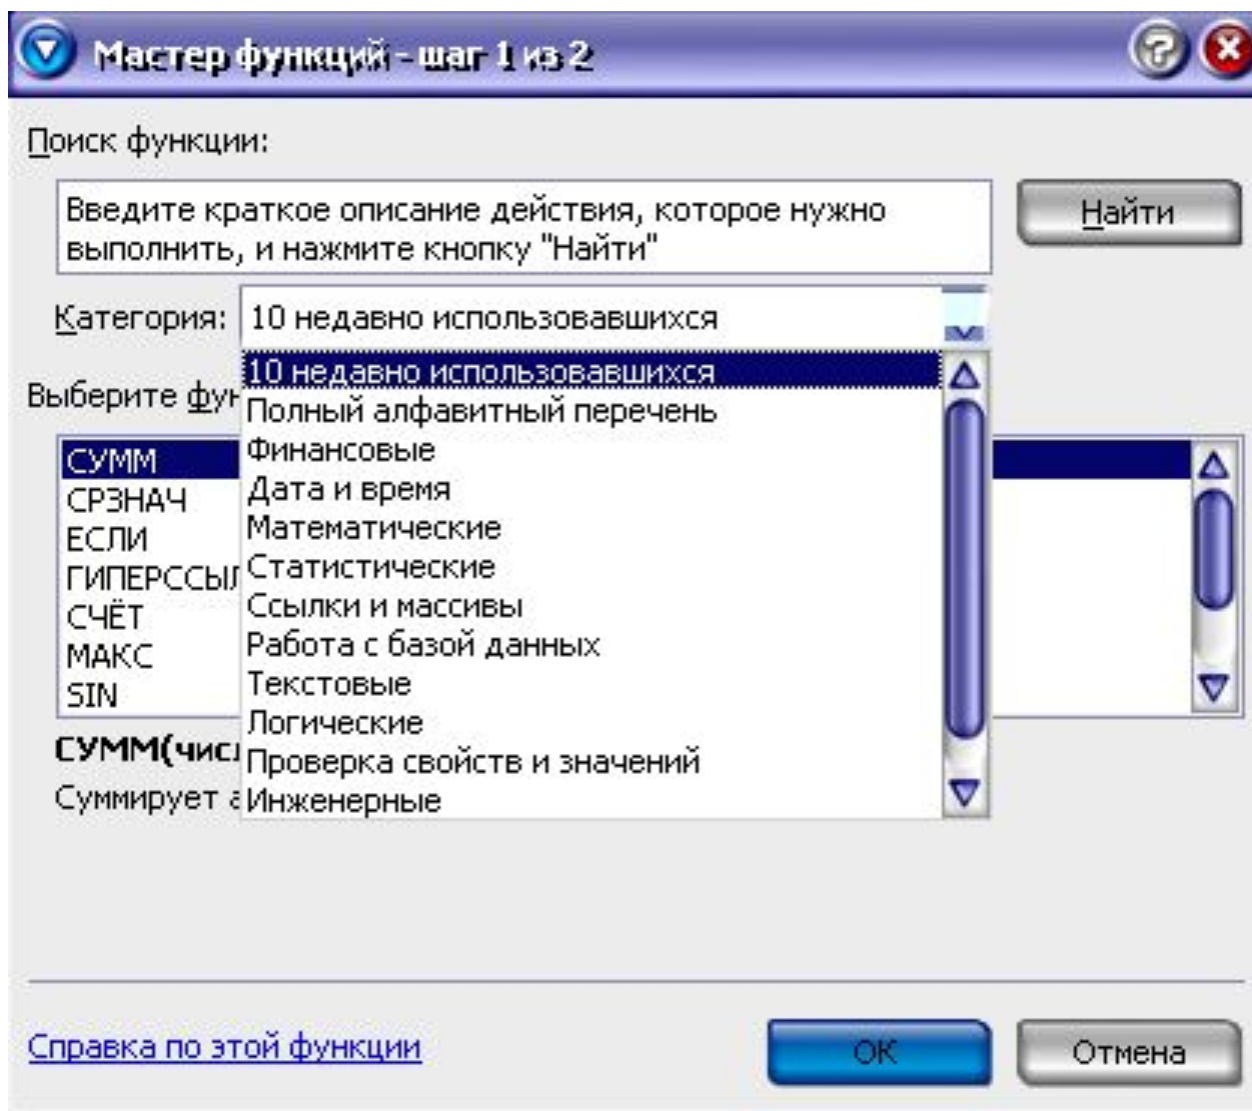 Мастер функций - шаг 1 из 2
Поиск функции:
Введите краткое описание действия, которое нужно
выполнить, и нажмите кнопку "Найти"
Найти
Категория:
10 недавно использовавшихся
10 недавно использовавшихся
Полный алфавитный перечень
Финансовые
Дата и время
Математические
Статистические
Ссылки и массивы
Работа с базой данных
Текстовые
Логические
Проверка свойств и значений
Инженерные
Выберите фун
СУММ
СРЗНАЧ
ЕСЛИ
ГИПЕРССЫЛ
СЧЁТ
МАКС
SIN
СУММ(числ
Суммирует а
Справка по этой функции
ОК
Отмена